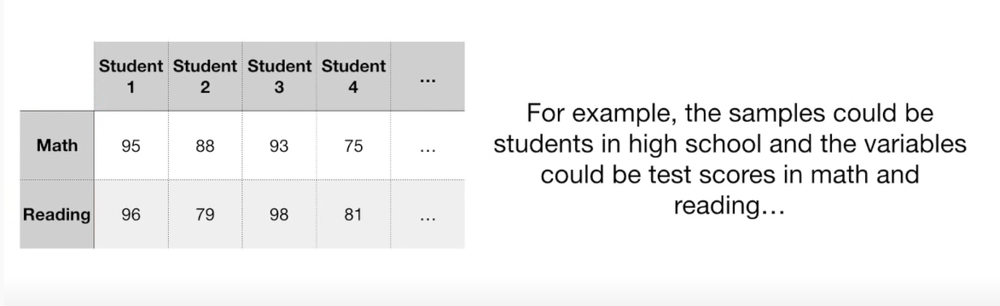 Student Student Student Student ...
1 2 3 4
Math 95 88 93 75 ...
Reading 96 79 98 81 ...
For example, the samples could be
students in high school and the variables
could be test scores in math and
reading...